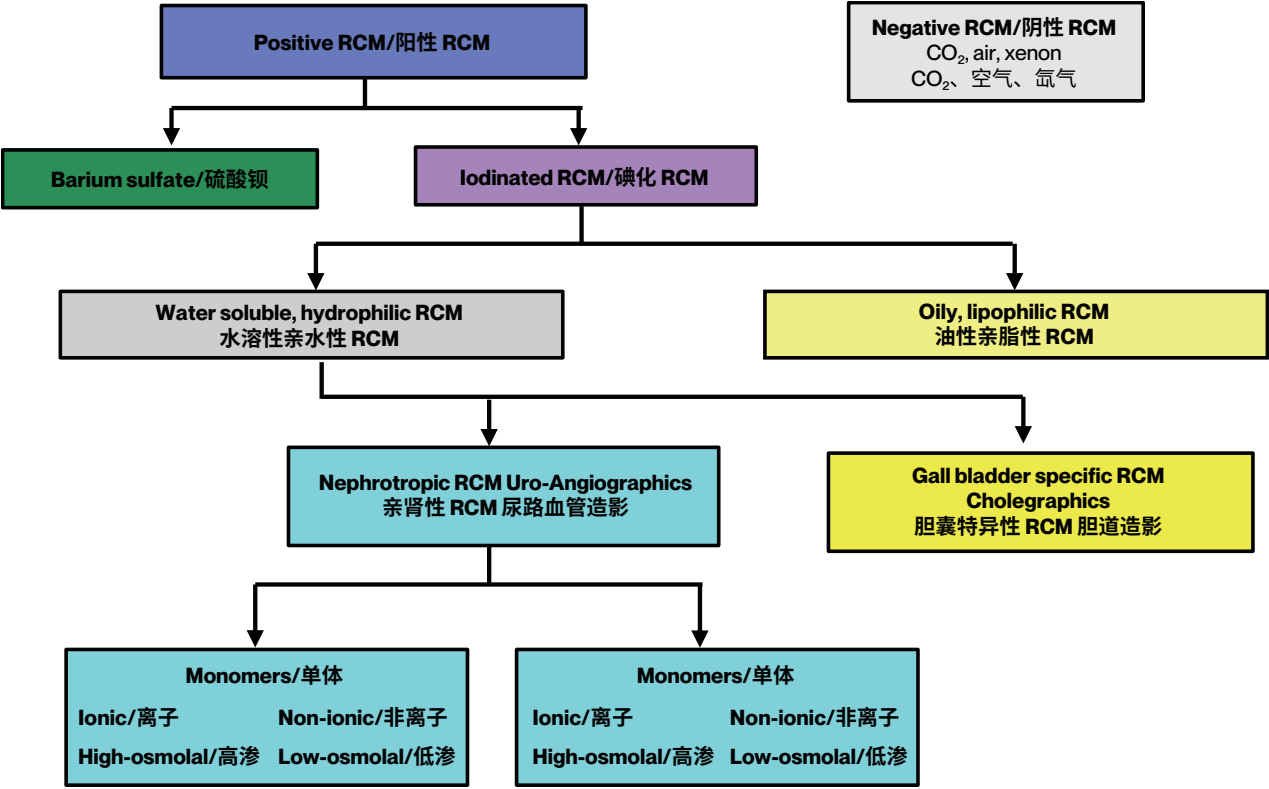 Positive RCM/阳性 RCM
Negative RCM/阴性 RCM
CO₂, air, xenon
CO₂、空气、氙气
Barium sulfate/硫酸钡
Iodinated RCM/碘化 RCM
Water soluble, hydrophilic RCM
水溶性亲水性 RCM
Oily, lipophilic RCM
油性亲脂性 RCM
Nephrotropic RCM Uro-Angiographics
亲肾性 RCM 尿路血管造影
Gall bladder specific RCM
Cholegraphics
胆囊特异性 RCM 胆道造影
Monomers/单体
Ionic/离子 Non-ionic/非离子
High-osmolal/高渗 Low-osmolal/低渗
Monomers/单体
Ionic/离子 Non-ionic/非离子
High-osmolal/高渗 Low-osmolal/低渗